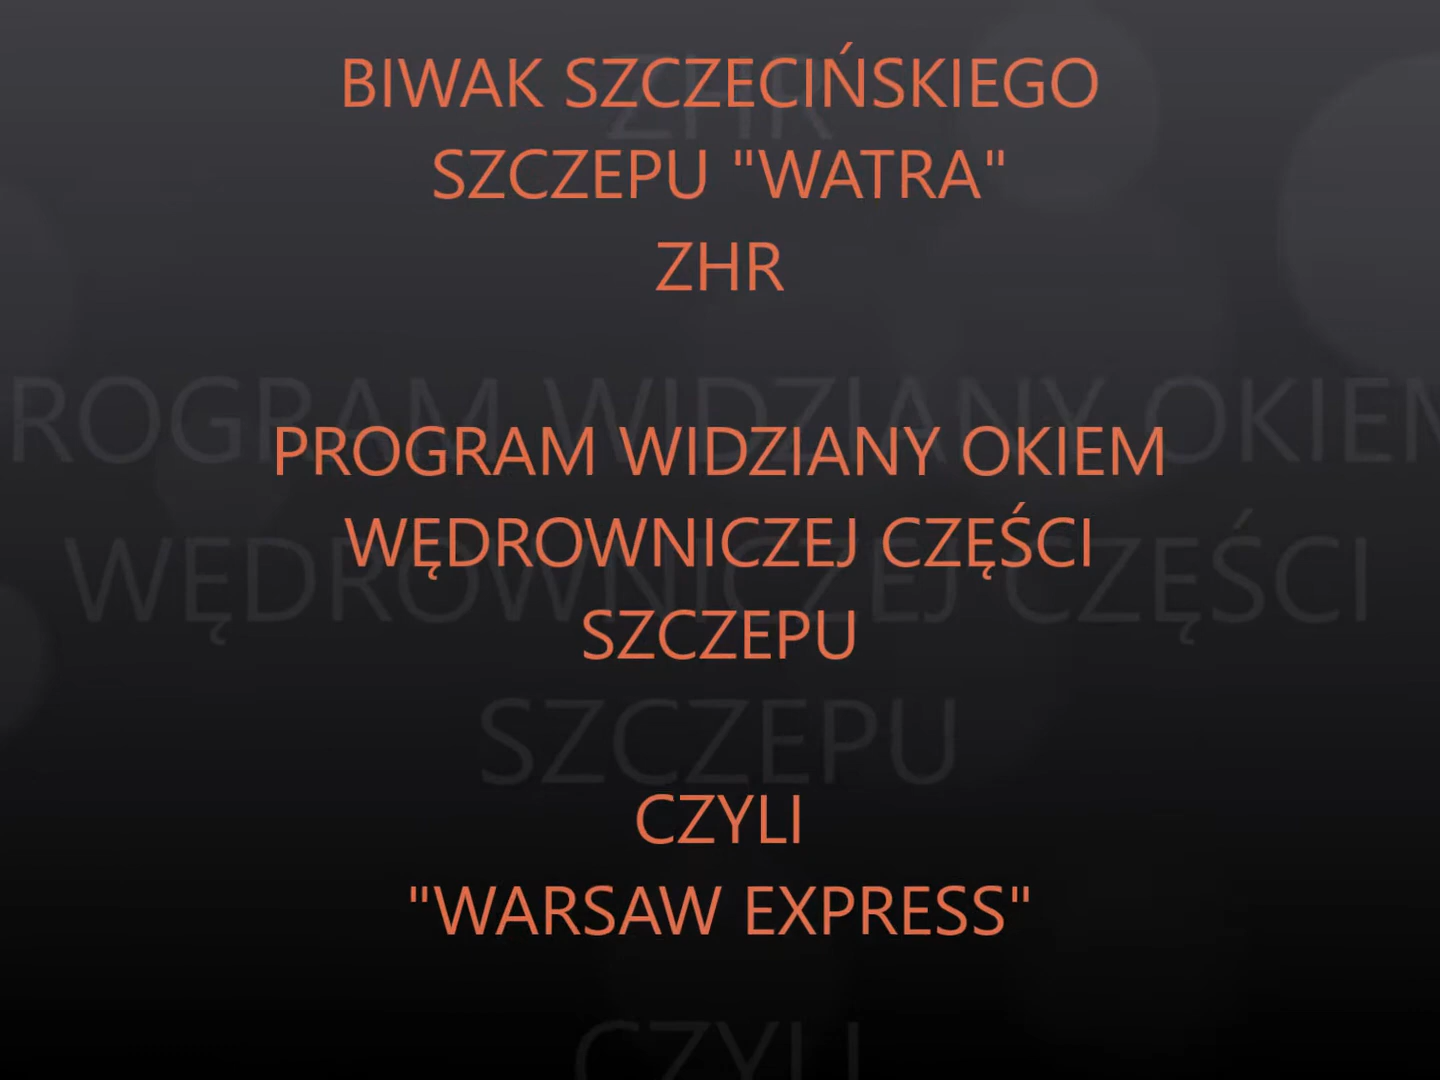 BIWAK SZCZECIŃSKIEGO
SZCZEPU "WATRA"
ZHR
PROGRAM WIDZIANY OKIEM
WĘDROWNICZEJ CZĘŚCI
SZCZEPU
CZYLI
"WARSAW EXPRESS"